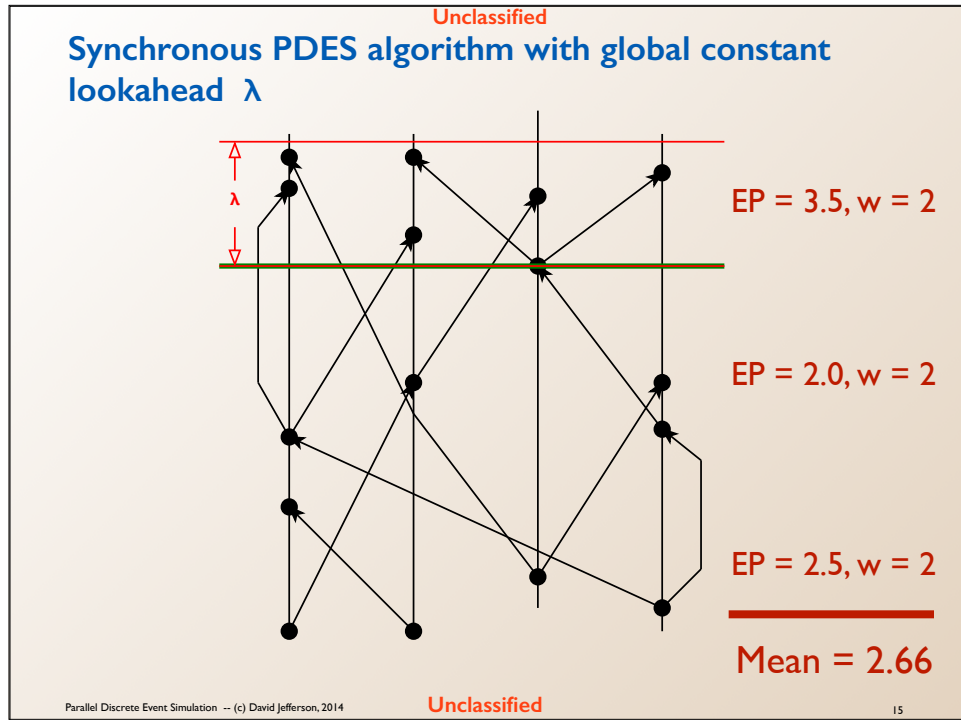 Unclassified
Synchronous PDES algorithm with global constant
lookahead λ
λ
EP = 3.5, w = 2
EP = 2.0, w = 2
EP = 2.5, w = 2
Mean = 2.66
Parallel Discrete Event Simulation -- (c) David Jefferson, 2014
Unclassified
15